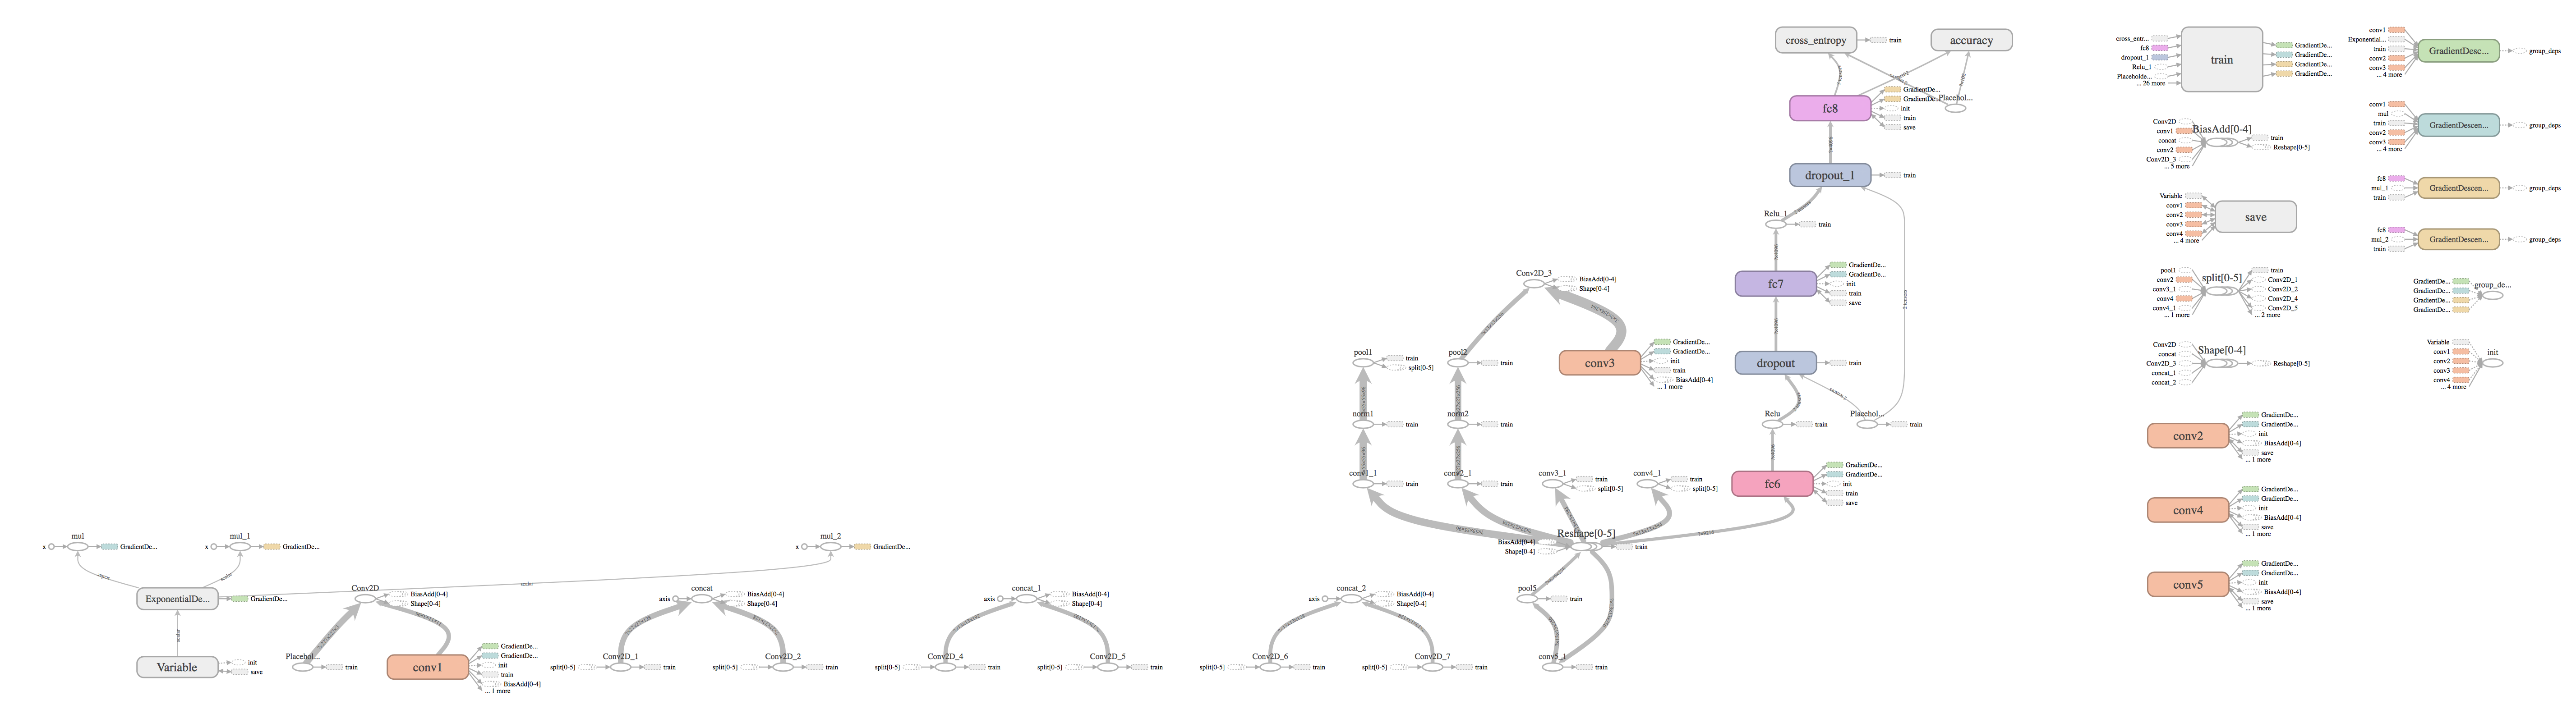 cross_entropy
train
accuracy
fc8
GradientDe...
GradientDe...
init
train
save
Placehol...
dropout_1
train
Relu_1
train
fc7
GradientDe...
GradientDe...
init
train
save
Conv2D_3
BiasAdd[0-4]
Shape[0-4]
pool1
train
split[0-5]
pool2
train
conv3
GradientDe...
GradientDe...
init
train
BiasAdd[0-4]
... 1 more
dropout
train
norm1
train
norm2
train
Relu
train
Placehol...
train
conv1_1
train
conv2_1
train
conv3_1
train
split[0-5]
conv4_1
train
split[0-5]
fc6
GradientDe...
GradientDe...
init
train
save
Reshape[0-5]
BiasAdd[0-4]
Shape[0-4]
train
mul
x
GradientDe...
mul_1
x
GradientDe...
mul_2
x
GradientDe...
scalar
scalar
scalar
ExponentialDe...
GradientDe...
scalar
Variable
init
save
Conv2D
BiasAdd[0-4]
Shape[0-4]
Placehol...
train
conv1
GradientDe...
GradientDe...
init
train
BiasAdd[0-4]
... 1 more
concat
axis
BiasAdd[0-4]
Shape[0-4]
Conv2D_1
split[0-5]
train
Conv2D_2
split[0-5]
train
concat_1
axis
BiasAdd[0-4]
Shape[0-4]
Conv2D_4
split[0-5]
train
Conv2D_5
split[0-5]
train
concat_2
axis
BiasAdd[0-4]
Shape[0-4]
Conv2D_6
split[0-5]
train
Conv2D_7
split[0-5]
train
pool5
train
conv5_1
train
cross_entr...
fc8
dropout_1
Relu_1
Placeholde...
... 26 more
train
GradientDe...
GradientDe...
GradientDe...
GradientDe...
Conv2D
conv1
concat
conv2
Conv2D_3
... 5 more
BiasAdd[0-4]
train
Reshape[0-5]
Variable
conv1
conv2
conv3
conv4
... 4 more
save
pool1
conv2
conv3_1
conv4
conv4_1
... 1 more
split[0-5]
train
Conv2D_1
Conv2D_2
Conv2D_4
Conv2D_5
... 2 more
Conv2D
concat
Conv2D_3
concat_1
concat_2
Shape[0-4]
Reshape[0-5]
conv2
GradientDe...
GradientDe...
init
BiasAdd[0-4]
save
... 1 more
conv4
GradientDe...
GradientDe...
init
BiasAdd[0-4]
save
... 1 more
conv5
GradientDe...
GradientDe...
init
BiasAdd[0-4]
save
... 1 more
conv1
Exponential...
train
conv2
conv3
... 4 more
GradientDesc...
group_deps
conv1
mul
train
conv2
conv3
... 4 more
GradientDescen...
group_deps
fc8
mul_1
train
GradientDescen...
group_deps
fc8
mul_2
train
GradientDescen...
group_deps
GradientDe...
GradientDe...
GradientDe...
GradientDe...
group_de...
Variable
conv1
conv2
conv3
conv4
... 4 more
init